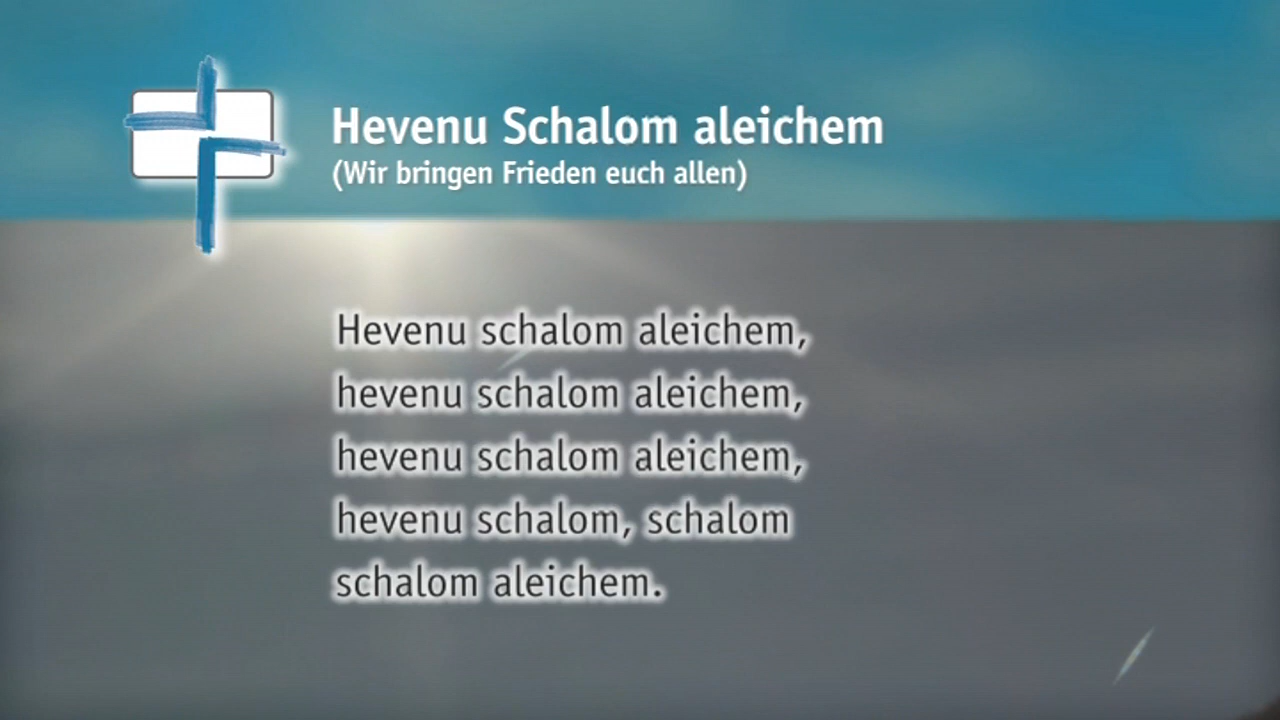 Hevenu Schalom aleichem
(Wir bringen Frieden euch allen)
Hevenu schalom aleichem,
hevenu schalom aleichem,
hevenu schalom aleichem,
hevenu schalom, schalom
schalom aleichem.